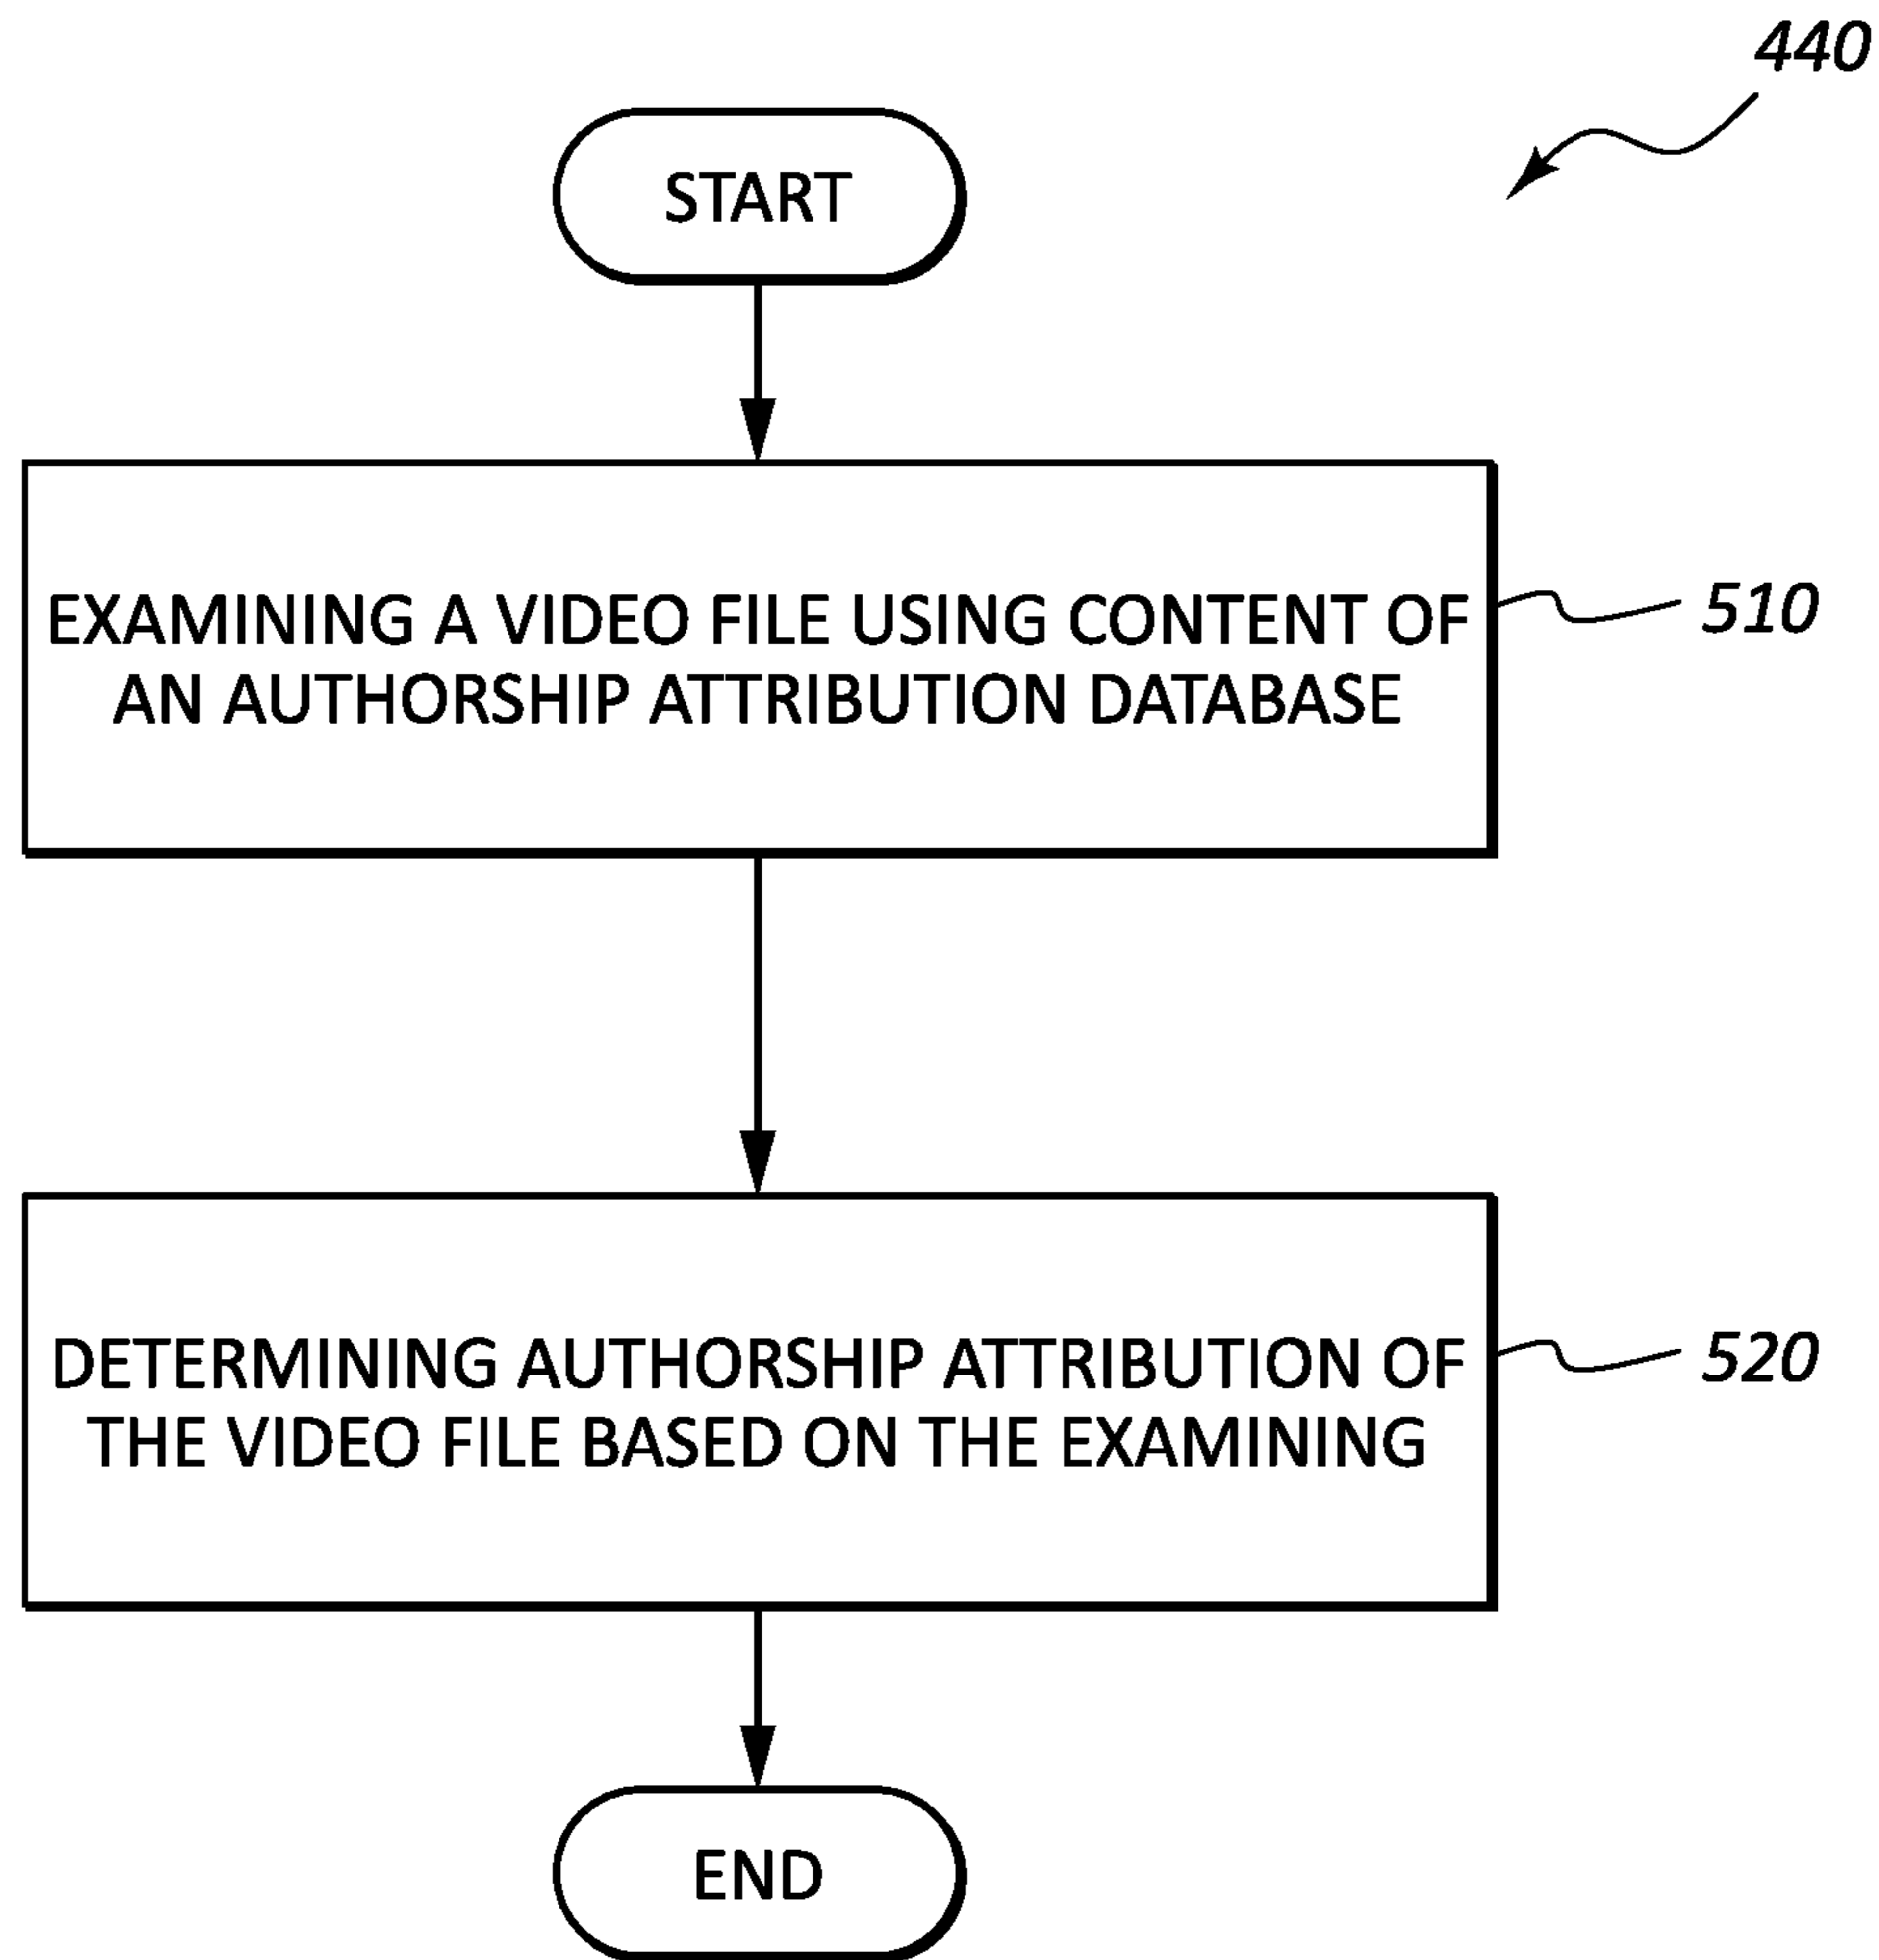 440
START
EXAMINING A VIDEO FILE USING CONTENT OF
AN AUTHORSHIP ATTRIBUTION DATABASE
510
DETERMINING AUTHORSHIP ATTRIBUTION OF
THE VIDEO FILE BASED ON THE EXAMINING
520
END